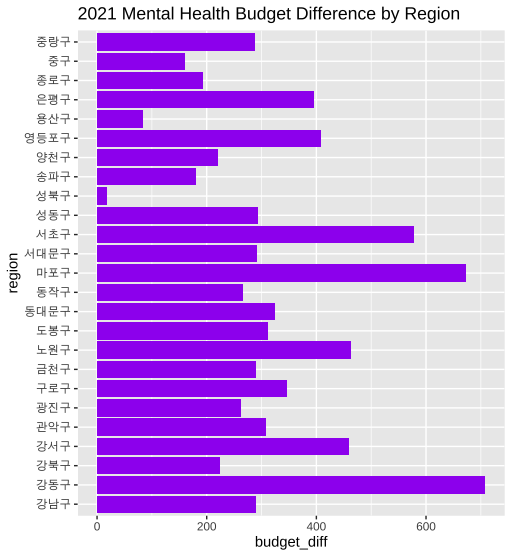 2021 Mental Health Budget Difference by Region
region
중랑구
중구
종로구
은평구
용산구
영등포구
양천구
송파구
성북구
성동구
서초구
서대문구
마포구
동작구
동대문구
도봉구
노원구
금천구
구로구
광진구
관악구
강서구
강북구
강동구
강남구
0 200 400 600
budget_diff